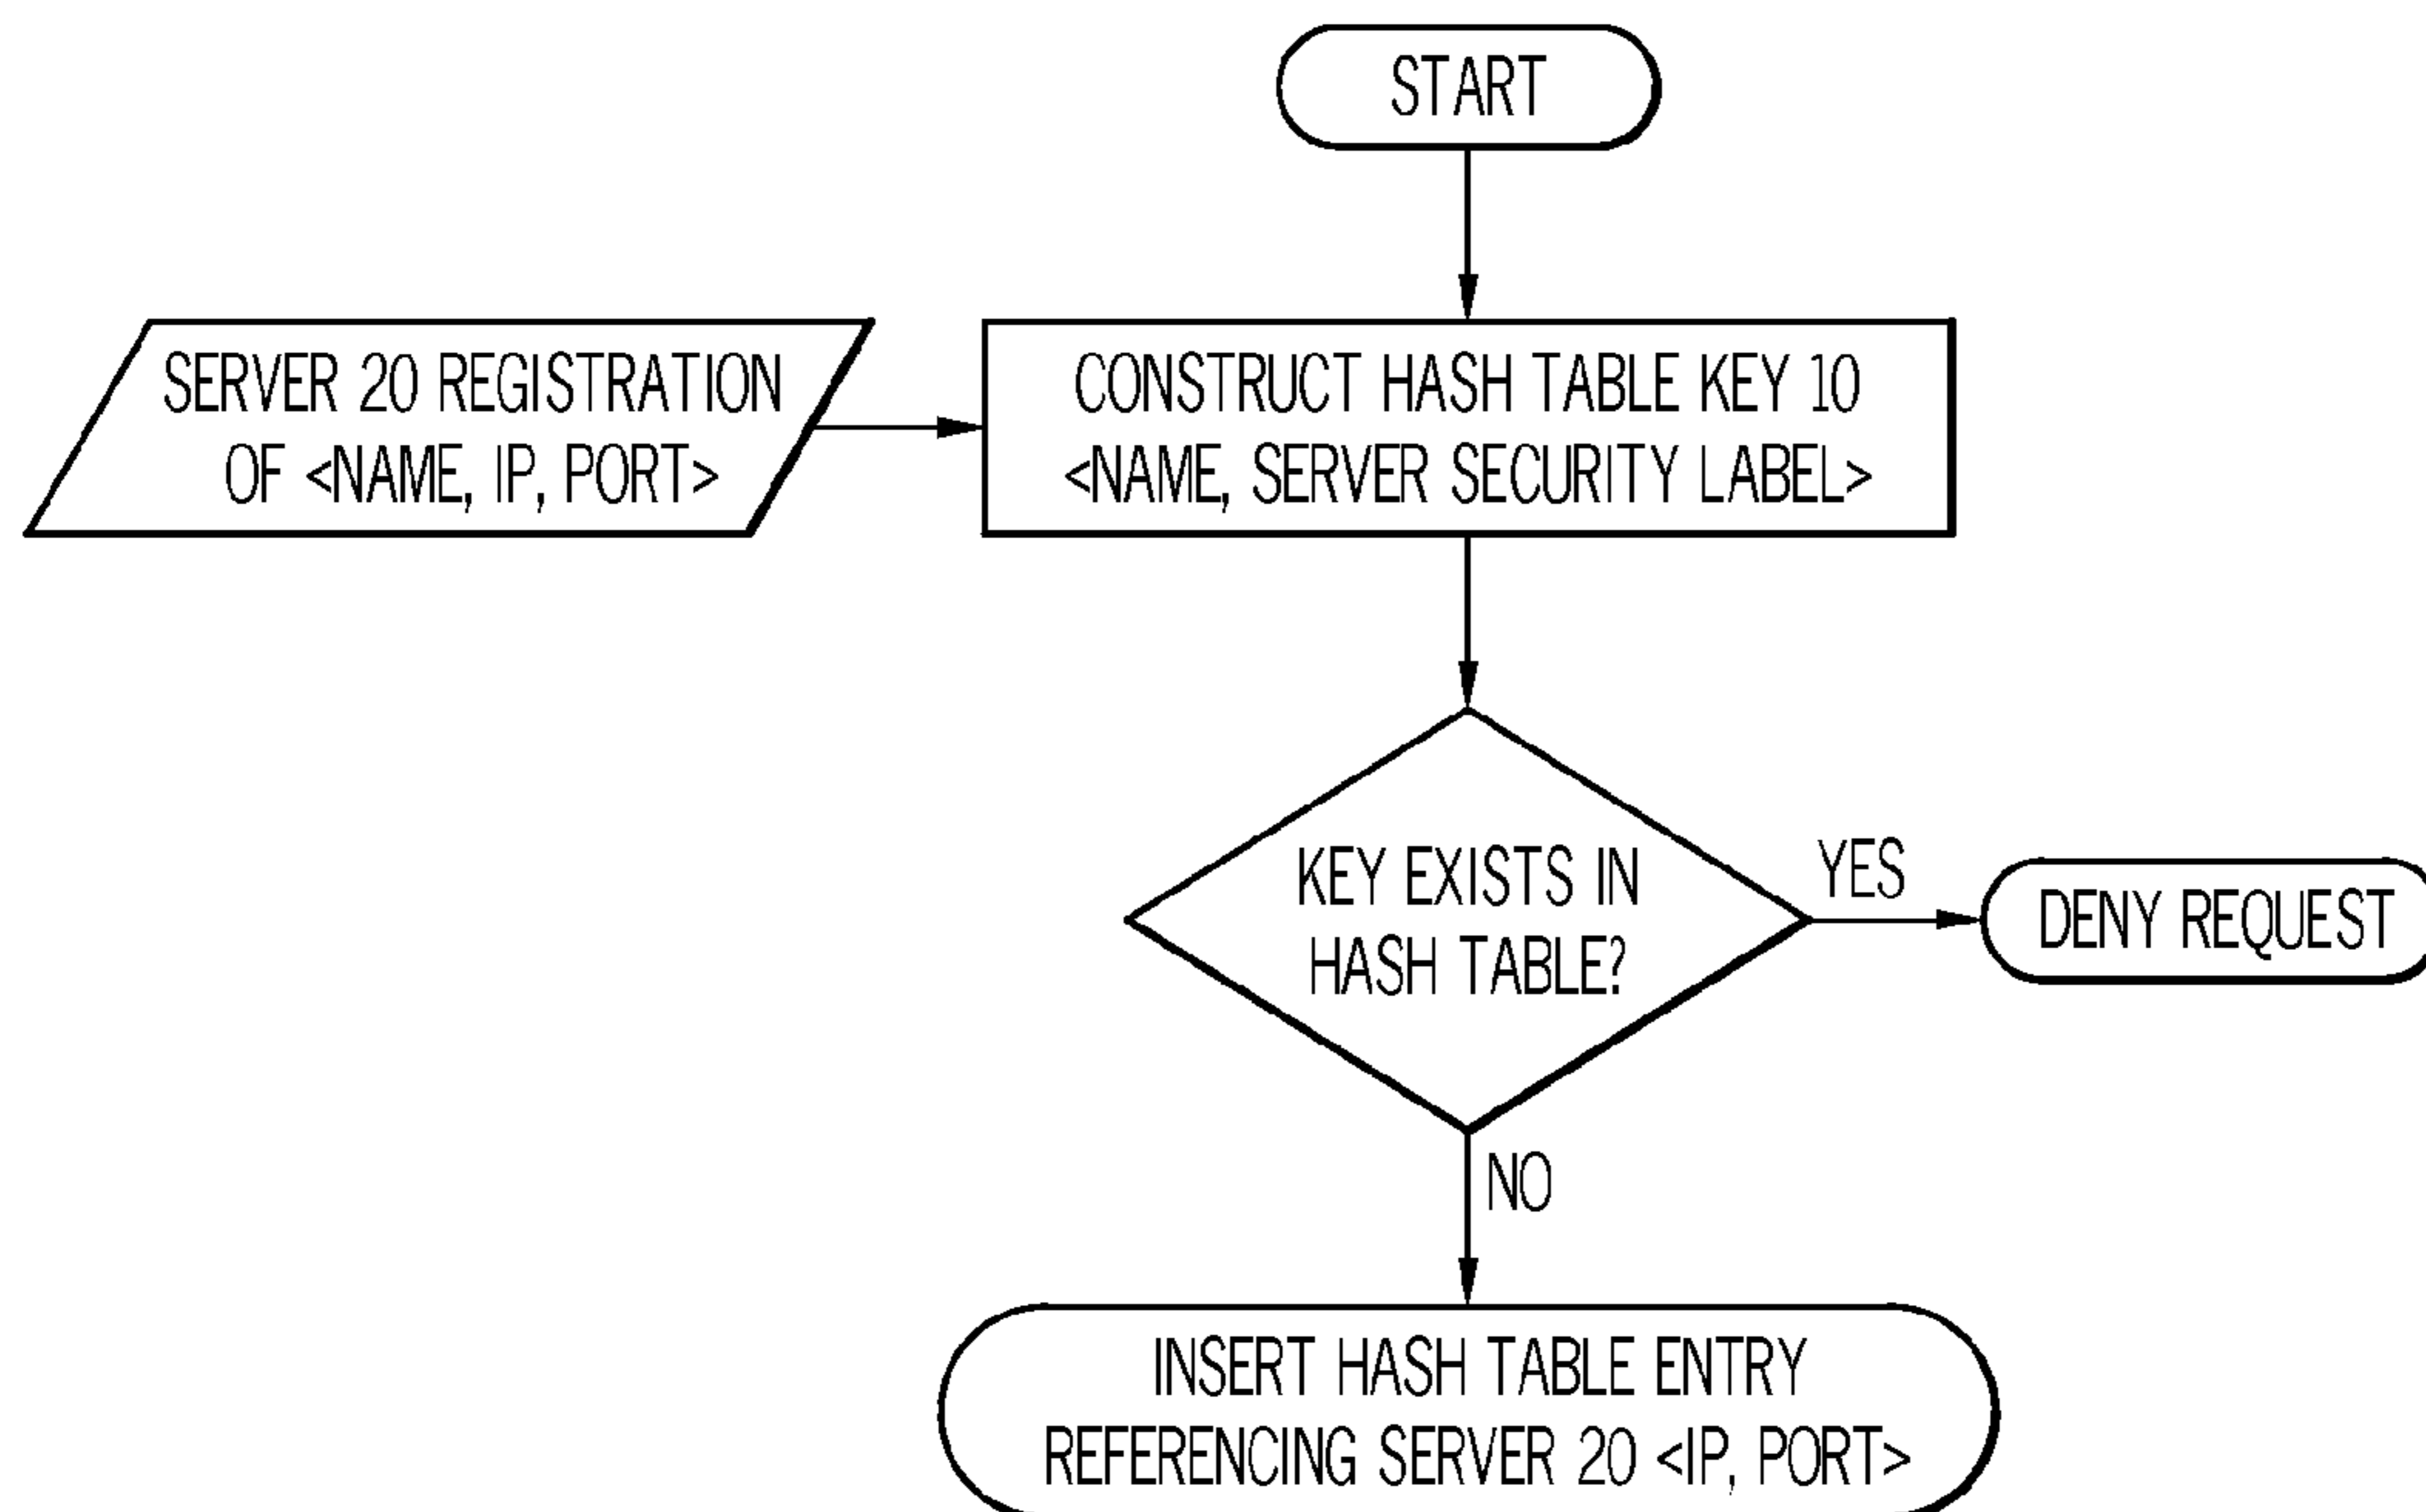 START
SERVER 20 REGISTRATION
OF <NAME, IP, PORT>
CONSTRUCT HASH TABLE KEY 10
<NAME, SERVER SECURITY LABEL>
KEY EXISTS IN
HASH TABLE?
YES
DENY REQUEST
NO
INSERT HASH TABLE ENTRY
REFERENCING SERVER 20 <IP, PORT>